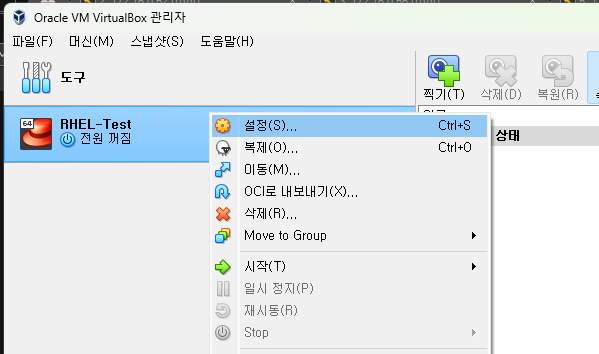 Oracle VM VirtualBox 관리자
파일(F) 머신(M) 스냅샷(S) 도움말(H)
도구
찍기(T) 삭제(D) 복원(R)
64
RHEL-Test
전원 꺼짐
상태
설정(S)... Ctrl+S
복제(O)... Ctrl+O
이동(M)...
OCI로 내보내기(X)...
삭제(R)...
Move to Group
시작(T)
일시 정지(P)
재시동(R)
Stop